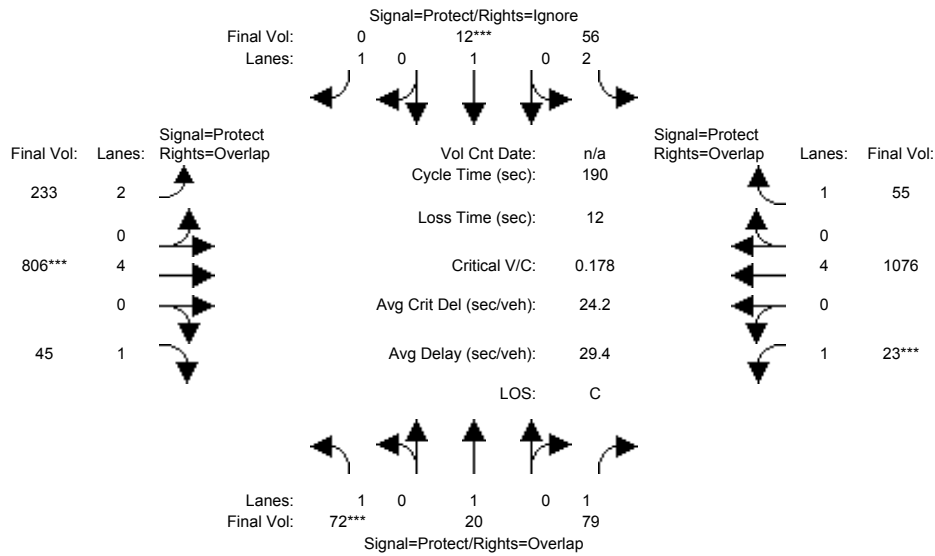 Signal=Protect/Rights=Ignore
Final Vol: 0 12*** 56
Lanes: 1 0 1 0 2
Signal=Protect
Final Vol: Lanes: Rights=Overlap
Vol Cnt Date: n/a
Signal=Protect
Rights=Overlap Lanes: Final Vol:
Cycle Time (sec): 190
233 2
1 55
Loss Time (sec): 12
0
0
806*** 4
Critical V/C: 0.178
4 1076
0
Avg Crit Del (sec/veh): 24.2
0
45 1
Avg Delay (sec/veh): 29.4
1 23***
LOS: C
Lanes: 1 0 1 0 1
Final Vol: 72*** 20 79
Signal=Protect/Rights=Overlap